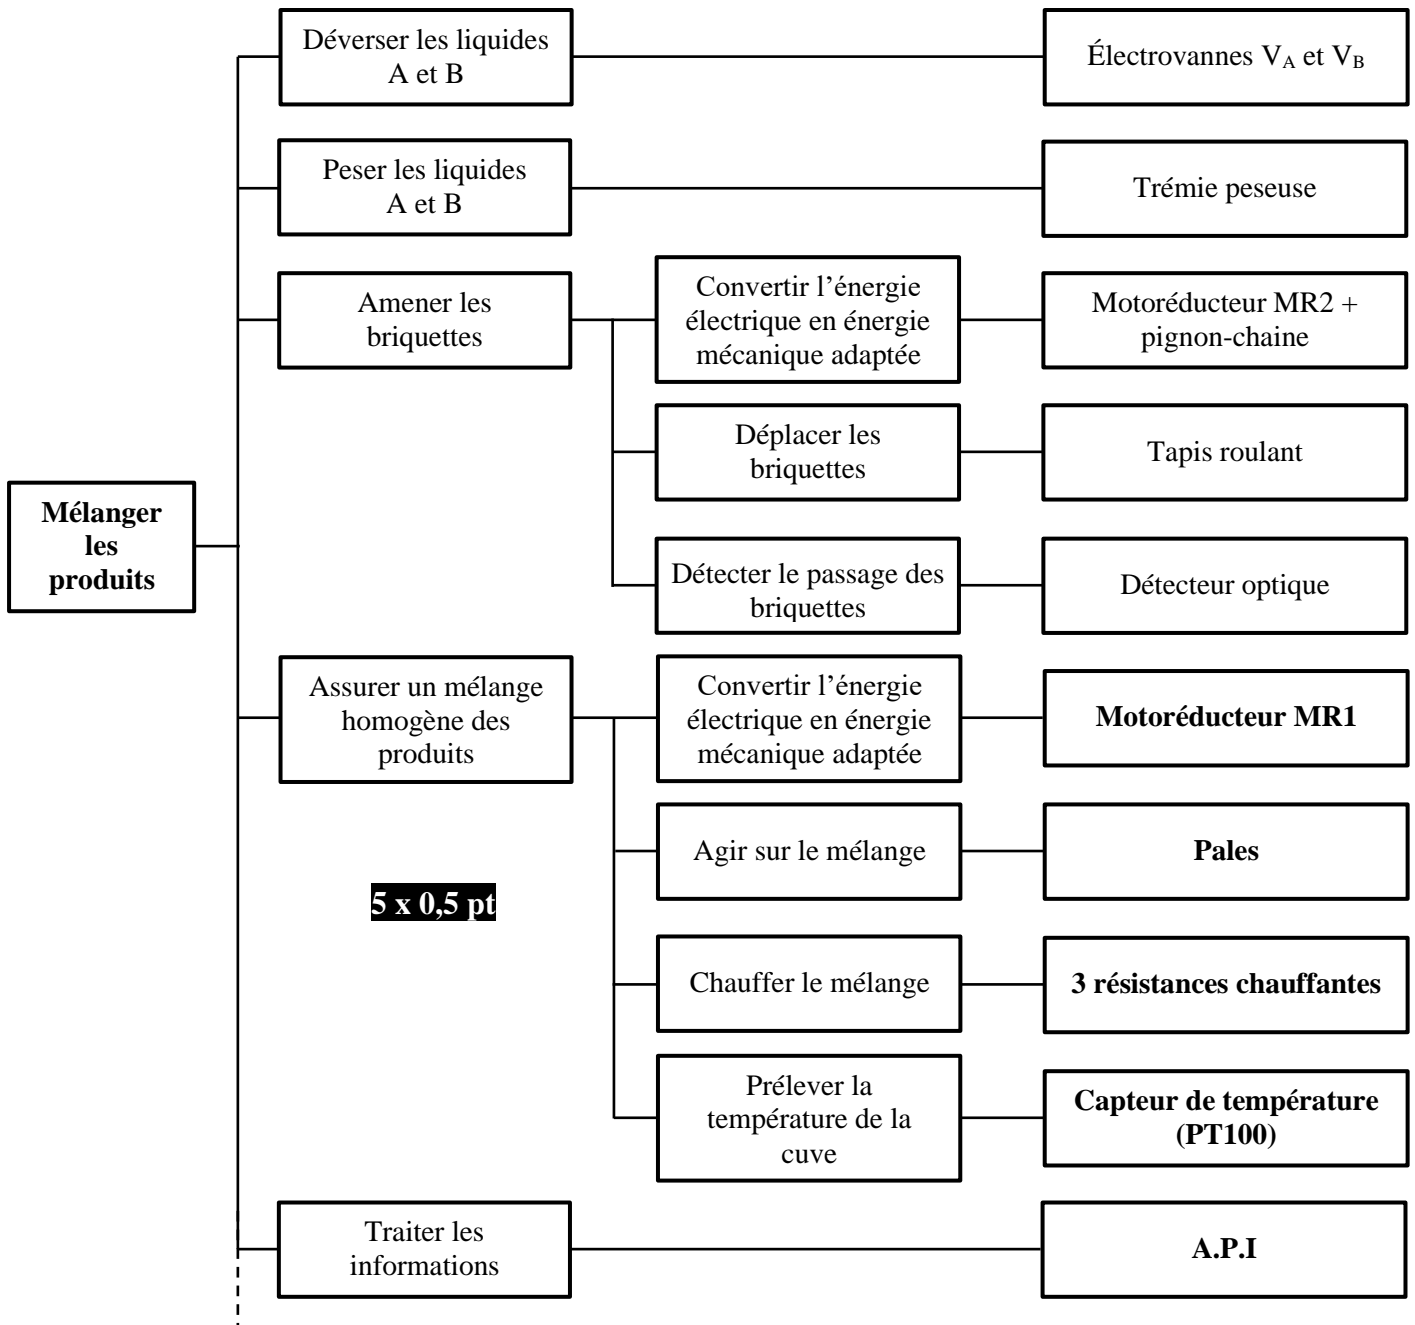 Déverser les liquides
A et B
Électrovannes VA et VB
Peser les liquides
A et B
Trémie peseuse
Amener les
briquettes
Convertir l'énergie
électrique en énergie
mécanique adaptée
Motoréducteur MR2 +
pignon-chaine
Déplacer les
briquettes
Tapis roulant
Mélanger
les
produits
Détecter le passage des
briquettes
Détecteur optique
Assurer un mélange
homogène des
produits
Convertir l'énergie
électrique en énergie
mécanique adaptée
Motoréducteur MR1
Agir sur le mélange
Pales
5 x 0,5 pt
Chauffer le mélange
3 résistances chauffantes
Prélever la
température de la
cuve
Capteur de température
(PT100)
Traiter les
informations
A.P.I